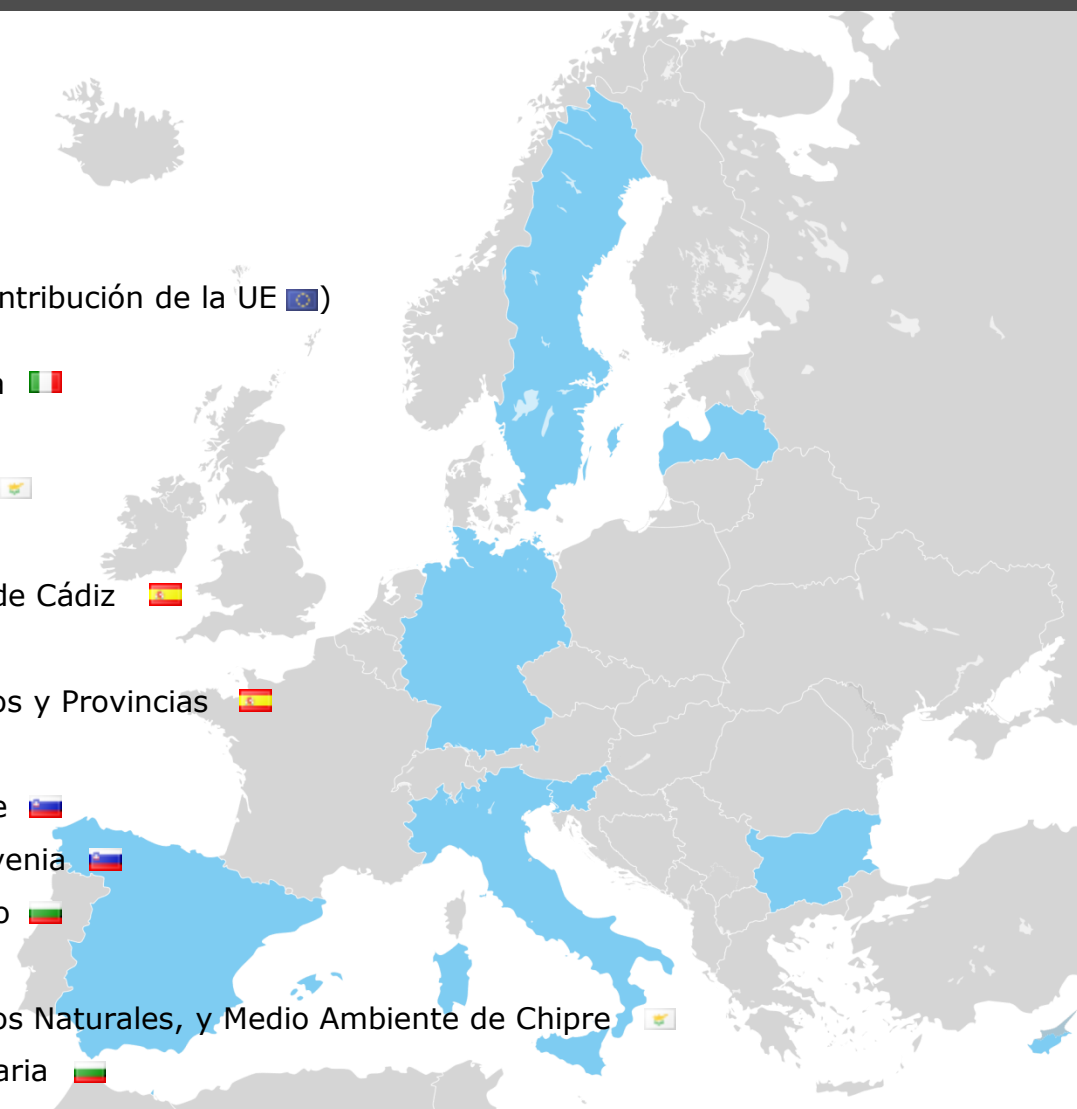 ntribución de la UE )
de Cádiz
os y Provincias
e
venia
o
os Naturales, y Medio Ambiente de Chipre
aria